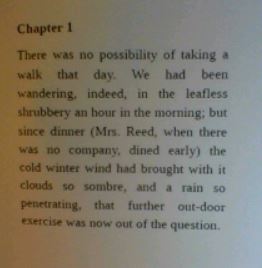 Chapter 1
There was no possibility of taking a
walk that day. We had been
wandering, indeed, in the leafless
shrubbery an hour in the morning; but
since dinner (Mrs. Reed, when there
was no company, dined early) the
cold winter wind had brought with it
clouds so sombre, and a rain so
penetrating, that further out-door
exercise was now out of the question.